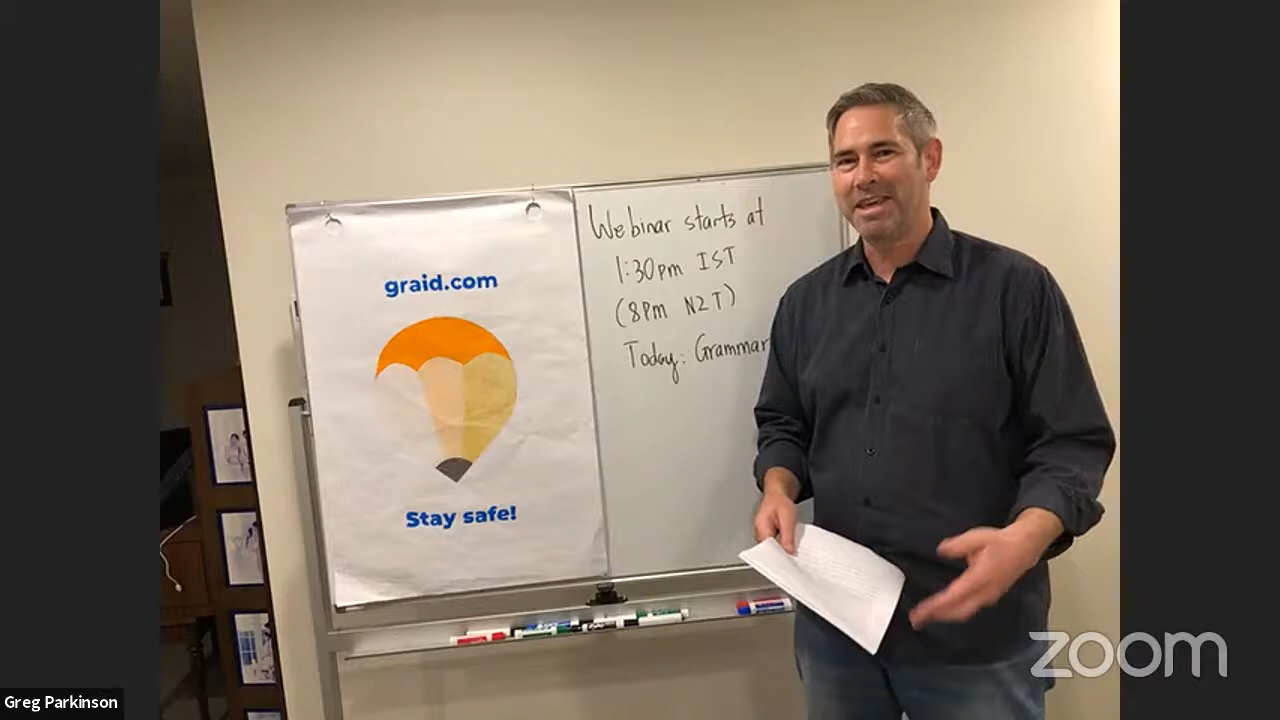 graid.com
Stay safe!
Webinar starts at
1:30pm IST
(8pm NZT)
Today: Grammar
Greg Parkinson
zoom